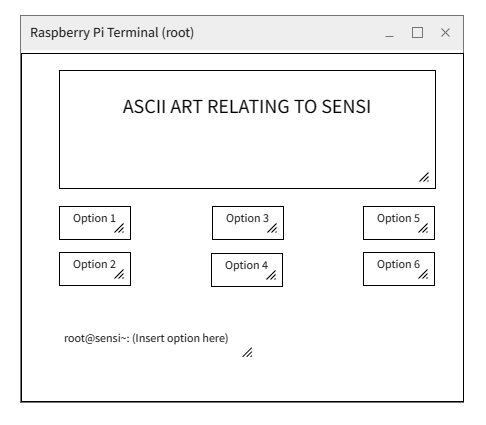 Raspberry Pi Terminal (root)
ASCII ART RELATING TO SENSI
Option 1
Option 3
Option 5
Option 2
Option 4
Option 6
root@sensi~: (Insert option here)